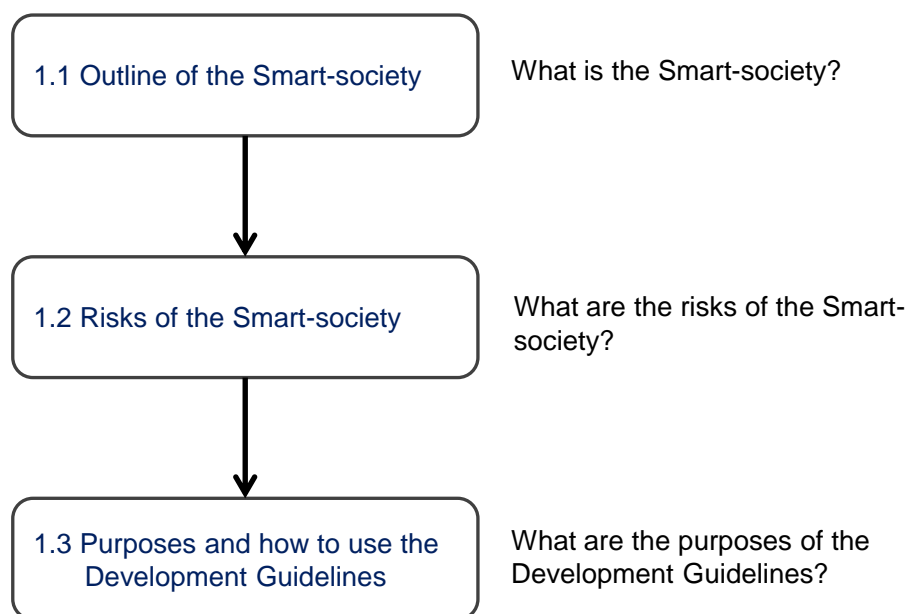 1.1 Outline of the Smart-society
What is the Smart-society?
1.2 Risks of the Smart-society
What are the risks of the Smart-
society?
1.3 Purposes and how to use the
Development Guidelines
What are the purposes of the
Development Guidelines?